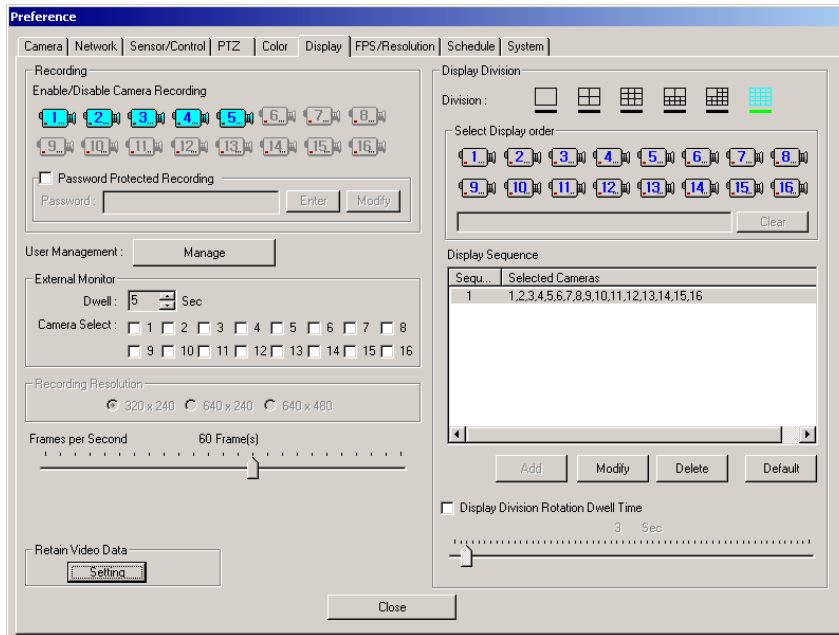 Preference
Camera Network Sensor/Control PTZ Color Display FPS/Resolution Schedule System
Recording
Enable/Disable Camera Recording
1... 2... 3... 4... 5... 6... 7... 8...
9... 10... 11... 12... 13... 14... 15... 16...
Password Protected Recording
Password : Enter Modify
User Management : Manage
External Monitor
Dwell : 5 Sec
Camera Select : 1 2 3 4 5 6 7 8
9 10 11 12 13 14 15 16
Recording Resolution
320 x 240 640 x 240 640 x 480
Frames per Second 60 Frame(s)
Retain Video Data
Setting
Display Division
Division :
Select Display order
1... 2... 3... 4... 5... 6... 7... 8...
9... 10... 11... 12... 13... 14... 15... 16...
Clear
Display Sequence
Sequ... Selected Cameras
1 1,2,3,4,5,6,7,8,9,10,11,12,13,14,15,16
Add Modify Delete Default
Display Division Rotation Dwell Time
3 Sec
Close